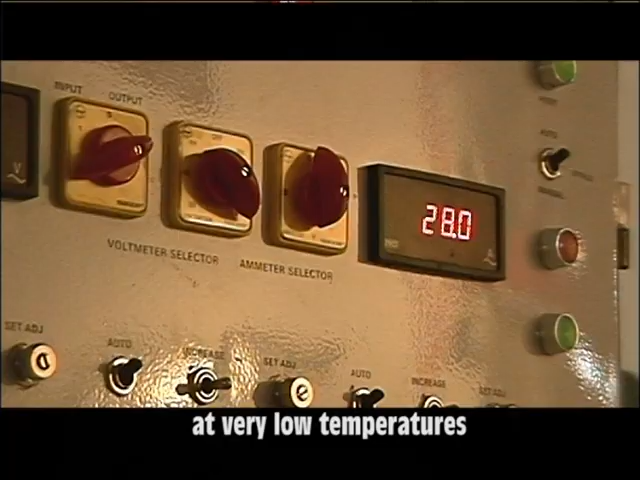 INPUT
OUTPUT
V
28.0
AUTO
VOLTMETER SELECTOR
AMMETER SELECTOR
SET ADJ
AUTO
INCREASE
SET ADJ
AUTO
INCREASE
SET ADJ
at very low temperatures